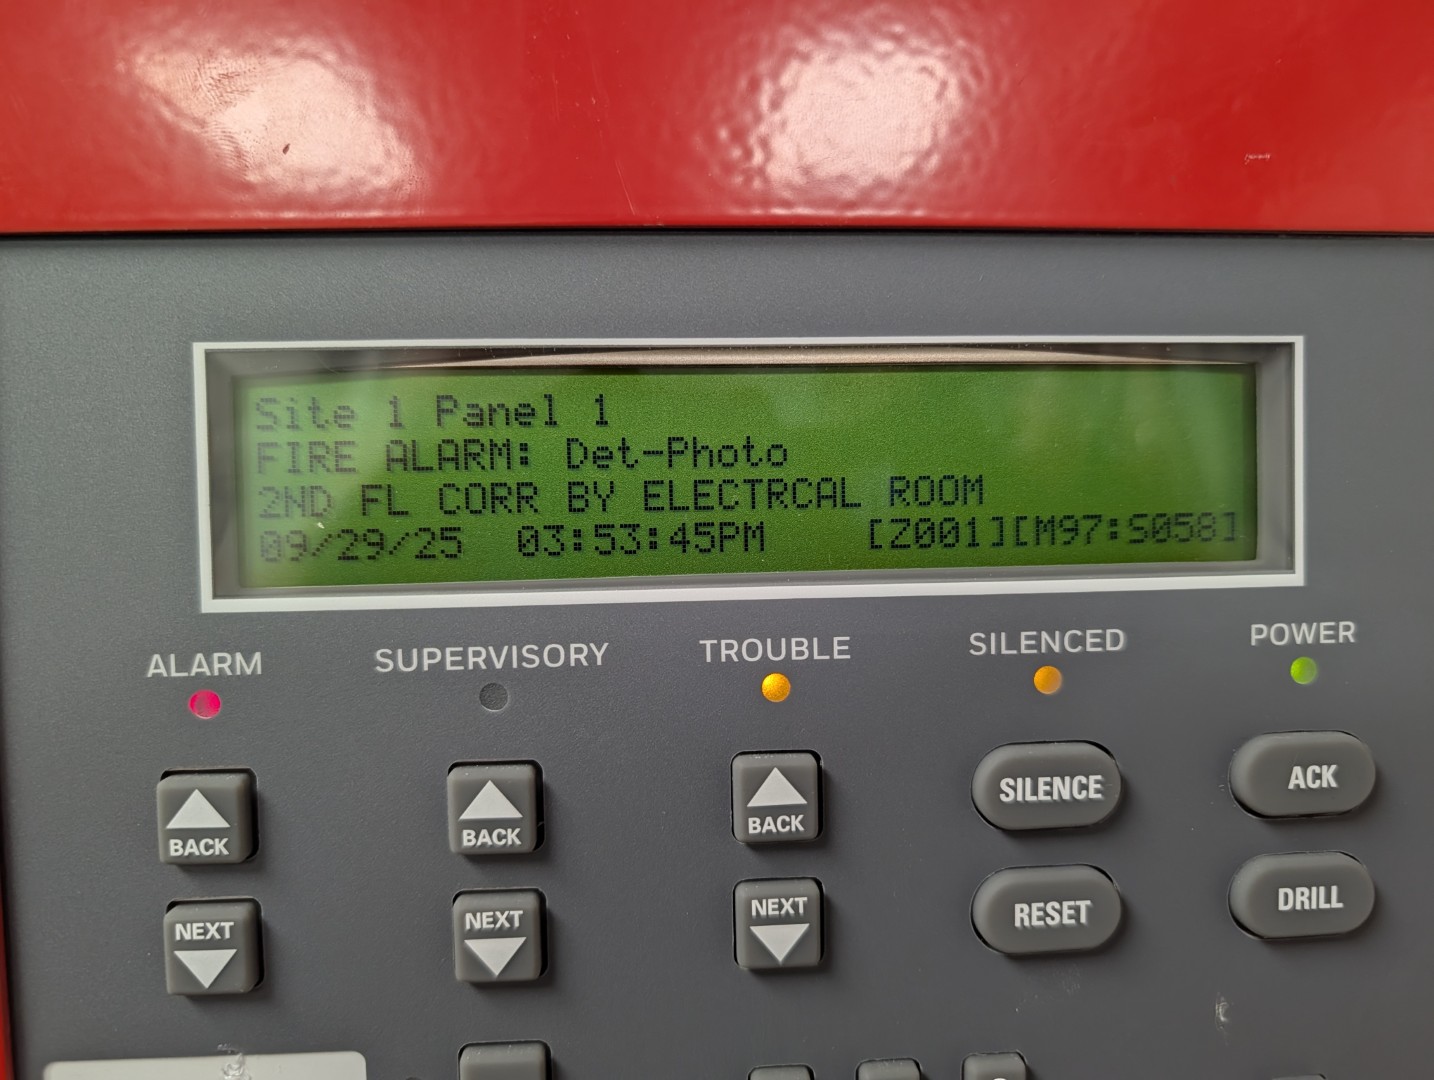 Site 1 Panel 1
FIRE ALARM: Det-Photo
2ND FL CORR BY ELECTRCAL ROOM
09/29/25 03:53:45PM [Z001][M97:S058]
ALARM SUPERVISORY TROUBLE SILENCED POWER
BACK BACK BACK SILENCE ACK
NEXT NEXT NEXT RESET DRILL